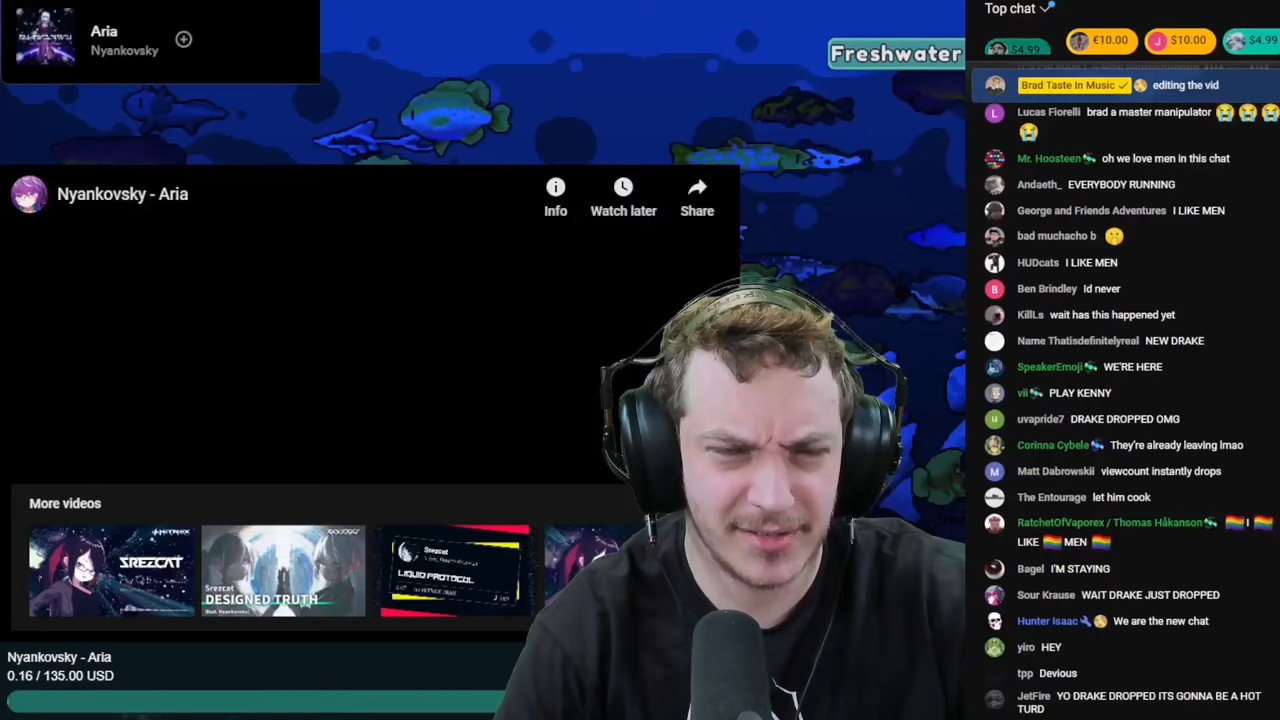 Aria
Nyankovsky
Freshwater
Nyankovsky - Aria
Info
Watch later
Share
More videos
SREZCAT
Srezcat
DESIGNED TRUTH
(feat. Nyankovsky)
Srezcat
LIQUID PROTOCOL
Nyankovsky - Aria
0.16 / 135.00 USD
Top chat
$4.99
€10.00
J $10.00
$4.99
Brad Taste In Music editing the vid
L Lucas Fiorelli brad a master manipulator 😭😭😭
😭
Mr. Hoosteen oh we love men in this chat
Andaeth_ EVERYBODY RUNNING
George and Friends Adventures I LIKE MEN
bad muchacho b 🤫
HUDcats I LIKE MEN
B Ben Brindley Id never
KillLs wait has this happened yet
Name Thatisdefinitelyreal NEW DRAKE
SpeakerEmoji WE'RE HERE
vii PLAY KENNY
u uvapride7 DRAKE DROPPED OMG
Corinna Cybele They're already leaving lmao
M Matt Dabrowskii viewcount instantly drops
The Entourage let him cook
RatchetOfVaporex / Thomas Håkanson 🏳️‍🌈 I 🏳️‍🌈
LIKE 🏳️‍🌈 MEN 🏳️‍🌈
Bagel I'M STAYING
Sour Krause WAIT DRAKE JUST DROPPED
Hunter Isaac We are the new chat
yiro HEY
tpp Devious
JetFire YO DRAKE DROPPED ITS GONNA BE A HOT
TURD